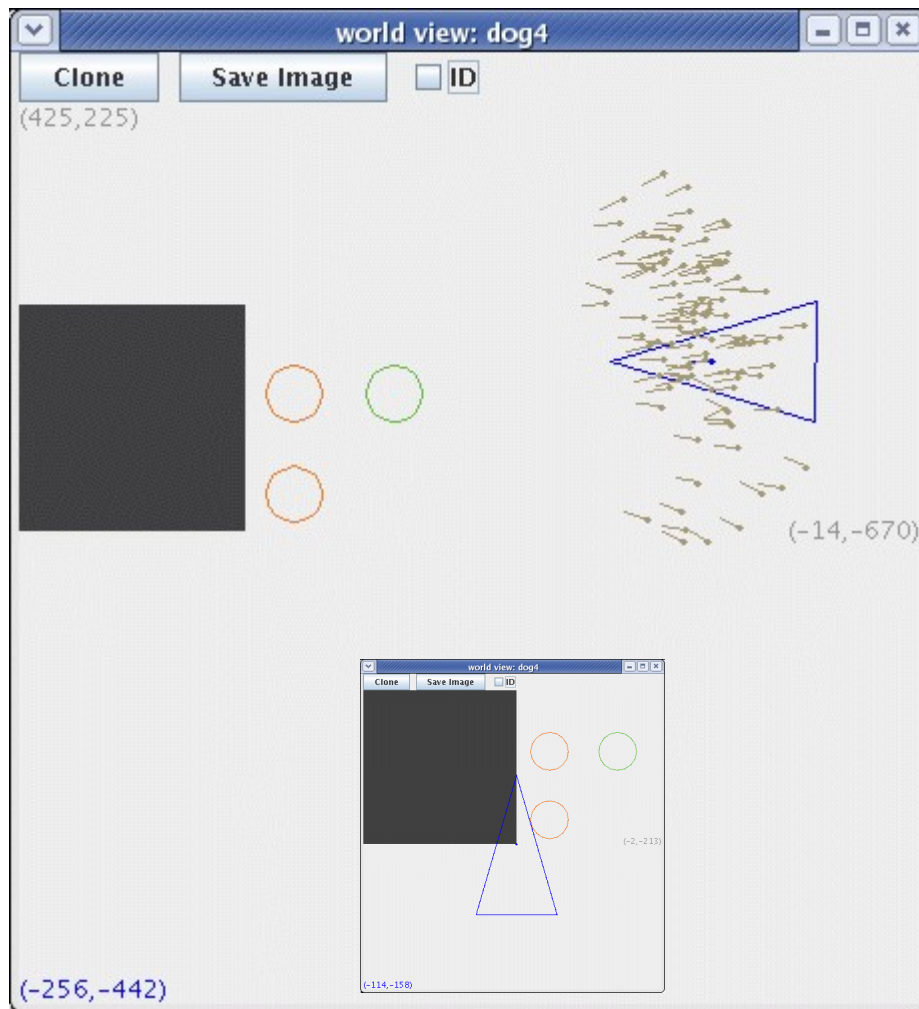 world view: dog4
Clone Save Image ID
(425,225)
(-14,-670)
world view: dog4
Clone Save Image ID
(-2,-213)
(-114,-158)
(-256,-442)